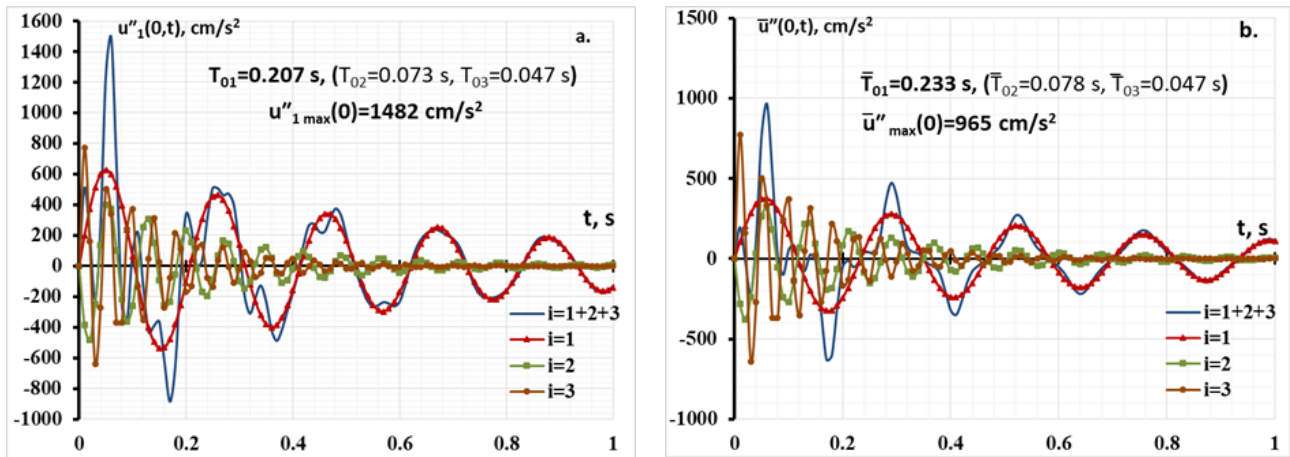 u″₁(0,t), cm/s²
a.
T₀₁=0.207 s, (T₀₂=0.073 s, T₀₃=0.047 s)
u″₁ max(0)=1482 cm/s²
t, s
i=1+2+3
i=1
i=2
i=3
1600
1400
1200
1000
800
600
400
200
0
-200
-400
-600
-800
-1000
0 0.2 0.4 0.6 0.8 1
ū″(0,t), cm/s²
b.
T̄₀₁=0.233 s, (T̄₀₂=0.078 s, T̄₀₃=0.047 s)
ū″max(0)=965 cm/s²
t, s
i=1+2+3
i=1
i=2
i=3
1500
1000
500
0
-500
-1000
0 0.2 0.4 0.6 0.8 1